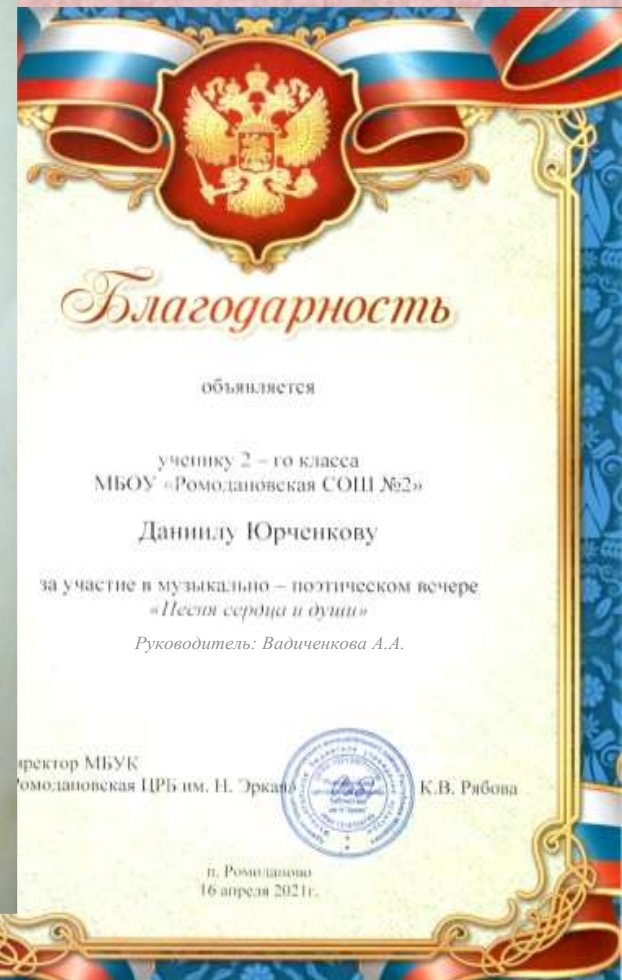 Благодарность
объявляется
ученику 2 – го класса
МБОУ «Ромодановская СОШ №2»
Даниилу Юрченкову
за участие в музыкально – поэтическом вечере
«Песня сердца и души»
Руководитель: Вадиченкова А.А.
иректор МБУК
омодановская ЦРБ им. Н. Эркая
К.В. Рябова
п. Ромоданово
16 апреля 2021г.